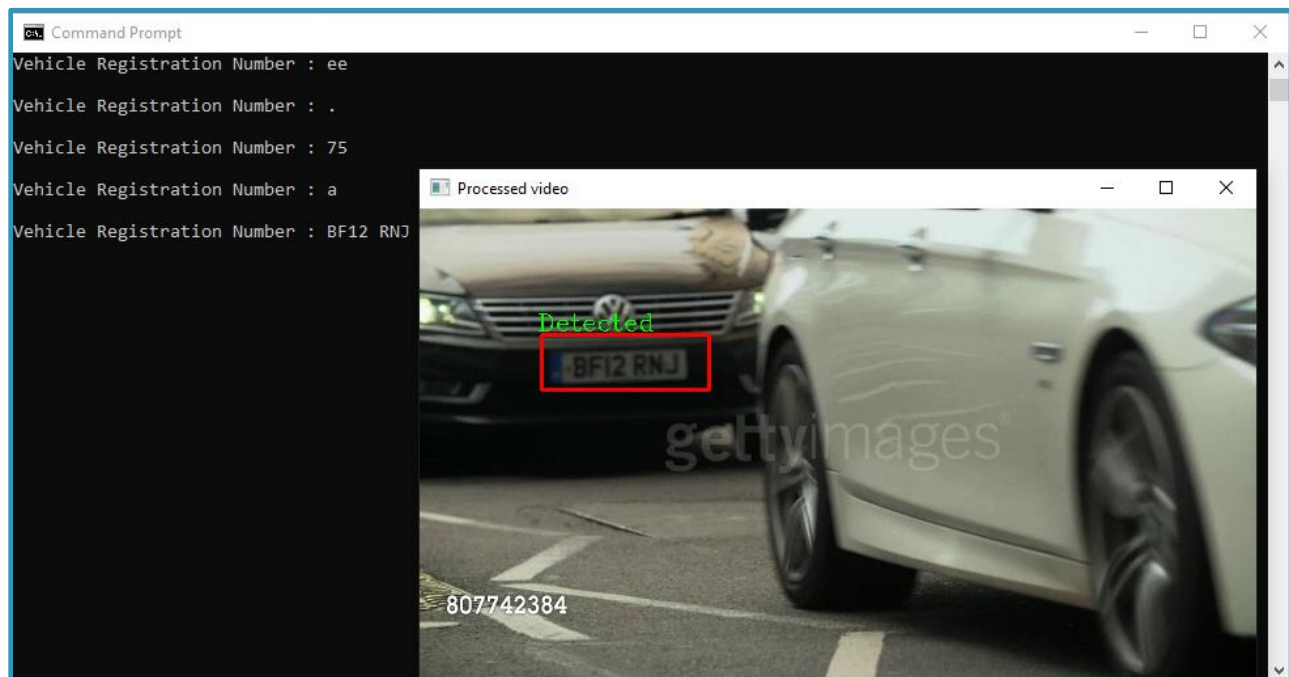 Command Prompt
Vehicle Registration Number : ee
Vehicle Registration Number : .
Vehicle Registration Number : 75
Vehicle Registration Number : a
Vehicle Registration Number : BF12 RNJ
Processed video
Detected
BF12 RNJ
gettyimages®
807742384